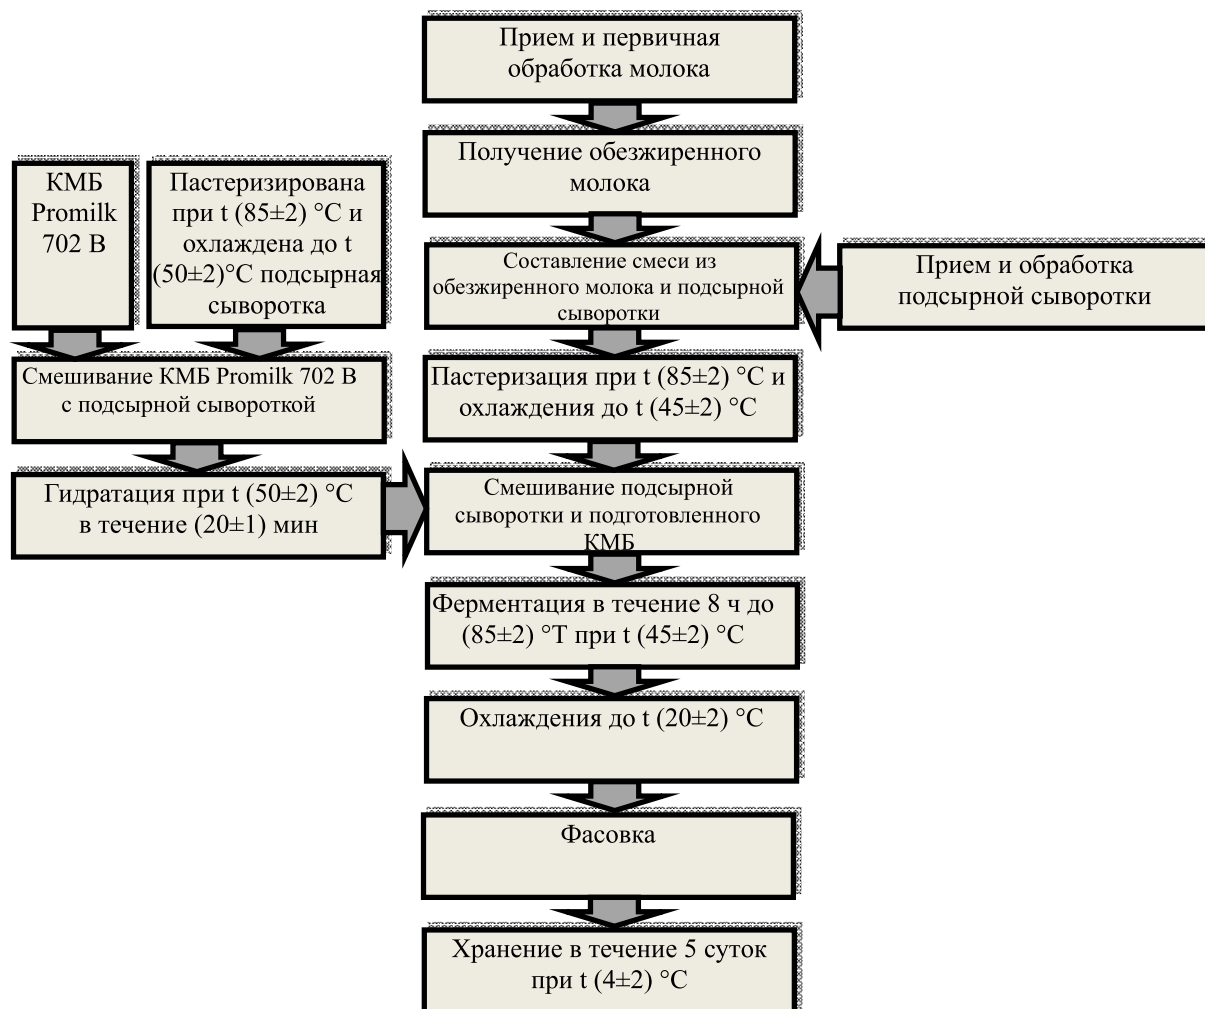 Прием и первичная
обработка молока
Получение обезжиренного
молока
КМБ
Promilk
702 В
Пастеризирована
при t (85±2) °С и
охлаждена до t
(50±2)°С подсырная
сыворотка
Составление смеси из
обезжиренного молока и подсырной
сыворотки
Прием и обработка
подсырной сыворотки
Смешивание КМБ Promilk 702 В
с подсырной сывороткой
Пастеризация при t (85±2) °С и
охлаждения до t (45±2) °С
Гидратация при t (50±2) °С
в течение (20±1) мин
Смешивание подсырной
сыворотки и подготовленного
КМБ
Ферментация в течение 8 ч до
(85±2) °Т при t (45±2) °С
Охлаждения до t (20±2) °С
Фасовка
Хранение в течение 5 суток
при t (4±2) °С